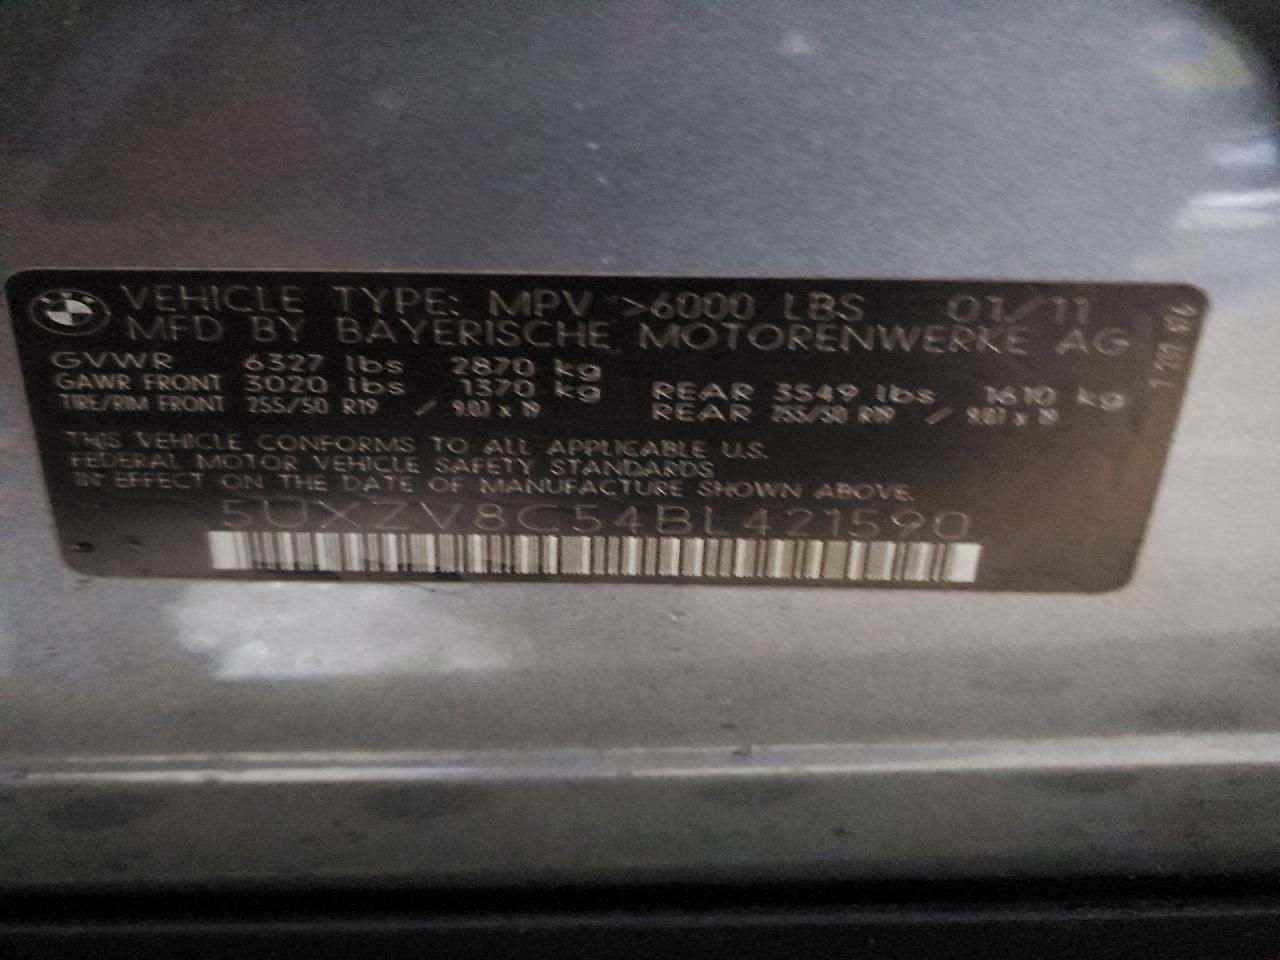 VEHICLE TYPE: MPV >6000 LBS 01/11
MFD BY BAYERISCHE MOTORENWERKE AG
GVWR 6327 lbs 2870 kg
GAWR FRONT 3020 lbs 1370 kg REAR 3549 lbs 1610 kg
TIRE/RIM FRONT 255/50 R19 / 9.0J x 19 REAR 255/50 R19 / 9.0J x 19
THIS VEHICLE CONFORMS TO ALL APPLICABLE U.S.
FEDERAL MOTOR VEHICLE SAFETY STANDARDS
IN EFFECT ON THE DATE OF MANUFACTURE SHOWN ABOVE.
5UXZV8C54BL421590